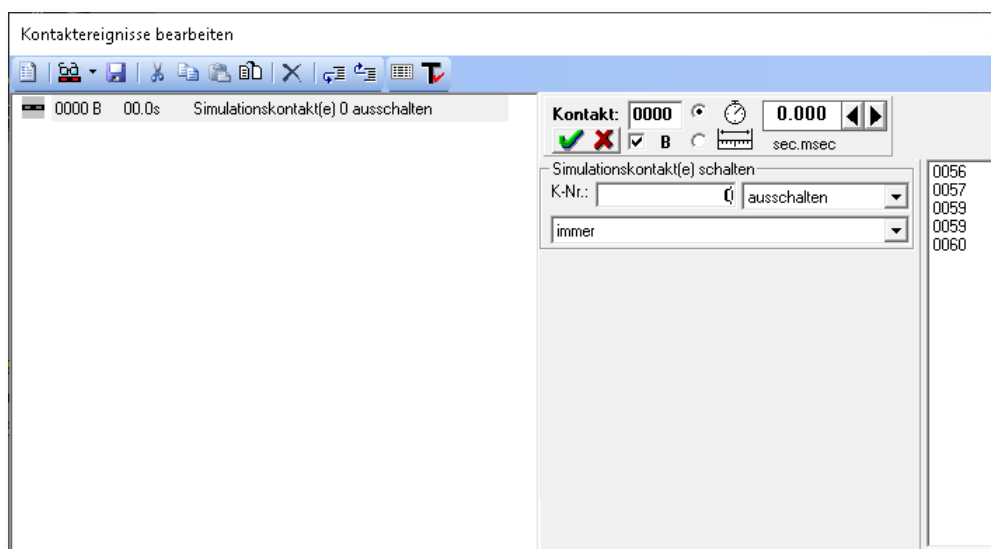 Kontaktereignisse bearbeiten
0000 B 00.0s Simulationskontakt(e) 0 ausschalten
Kontakt: 0000 0.000
B sec.msec
Simulationskontakt(e) schalten
K-Nr.: 0 ausschalten
immer
0056
0057
0059
0059
0060